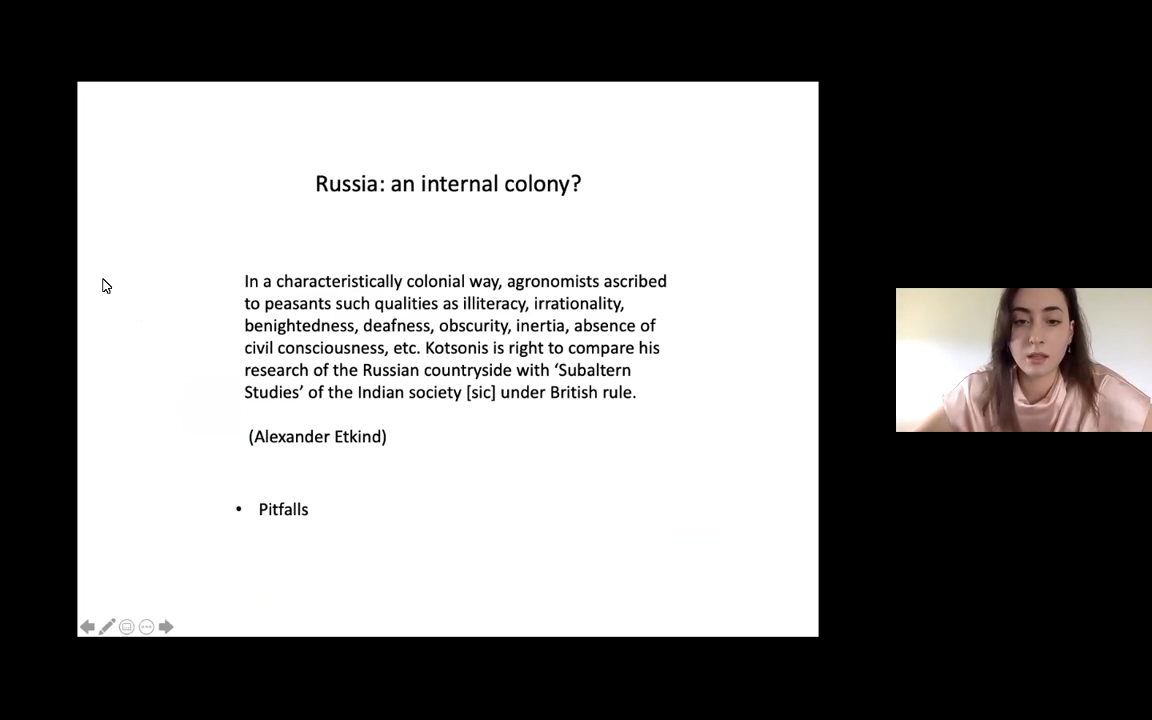 Russia: an internal colony?
In a characteristically colonial way, agronomists ascribed
to peasants such qualities as illiteracy, irrationality,
benightedness, deafness, obscurity, inertia, absence of
civil consciousness, etc. Kotsonis is right to compare his
research of the Russian countryside with ‘Subaltern
Studies’ of the Indian society [sic] under British rule.
(Alexander Etkind)
• Pitfalls